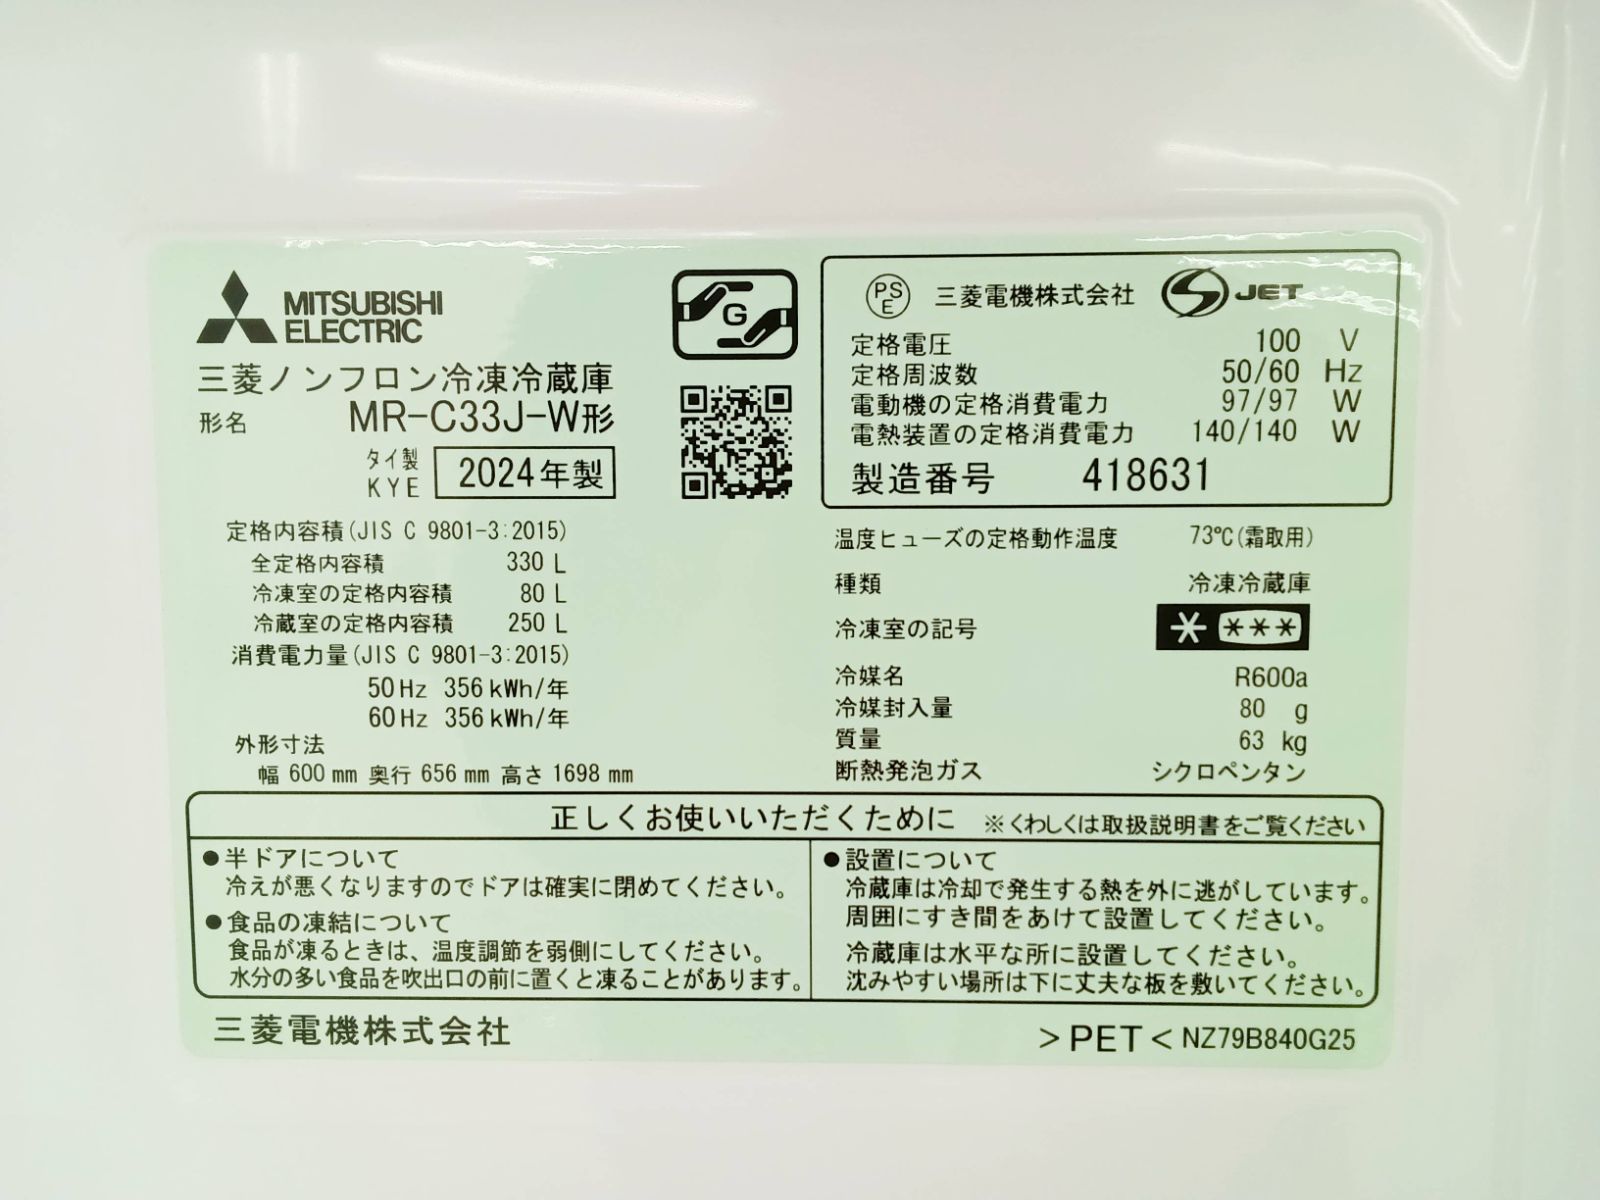 MITSUBISHI
ELECTRIC
G
三菱ノンフロン冷凍冷蔵庫
形名 MR-C33J-W形
タイ製
KYE 2024年製
定格内容積(JIS C 9801-3:2015)
全定格内容積 330 L
冷凍室の定格内容積 80 L
冷蔵室の定格内容積 250 L
消費電力量(JIS C 9801-3:2015)
50Hz 356kWh/年
60Hz 356kWh/年
外形寸法
幅 600mm 奥行 656mm 高さ 1698mm
PSE 三菱電機株式会社 JET
定格電圧 100 V
定格周波数 50/60 Hz
電動機の定格消費電力 97/97 W
電熱装置の定格消費電力 140/140 W
製造番号 418631
温度ヒューズの定格動作温度 73℃(霜取用)
種類 冷凍冷蔵庫
冷凍室の記号 * ***
冷媒名 R600a
冷媒封入量 80 g
質量 63 kg
断熱発泡ガス シクロペンタン
正しくお使いいただくために ※くわしくは取扱説明書をご覧ください
●半ドアについて
冷えが悪くなりますのでドアは確実に閉めてください。
●食品の凍結について
食品が凍るときは、温度調節を弱側にしてください。
水分の多い食品を吹出口の前に置くと凍ることがあります。
●設置について
冷蔵庫は冷却で発生する熱を外に逃がしています。
周囲にすき間をあけて設置してください。
冷蔵庫は水平な所に設置してください。
沈みやすい場所は下に丈夫な板を敷いてください。
三菱電機株式会社
>PET< NZ79B840G25